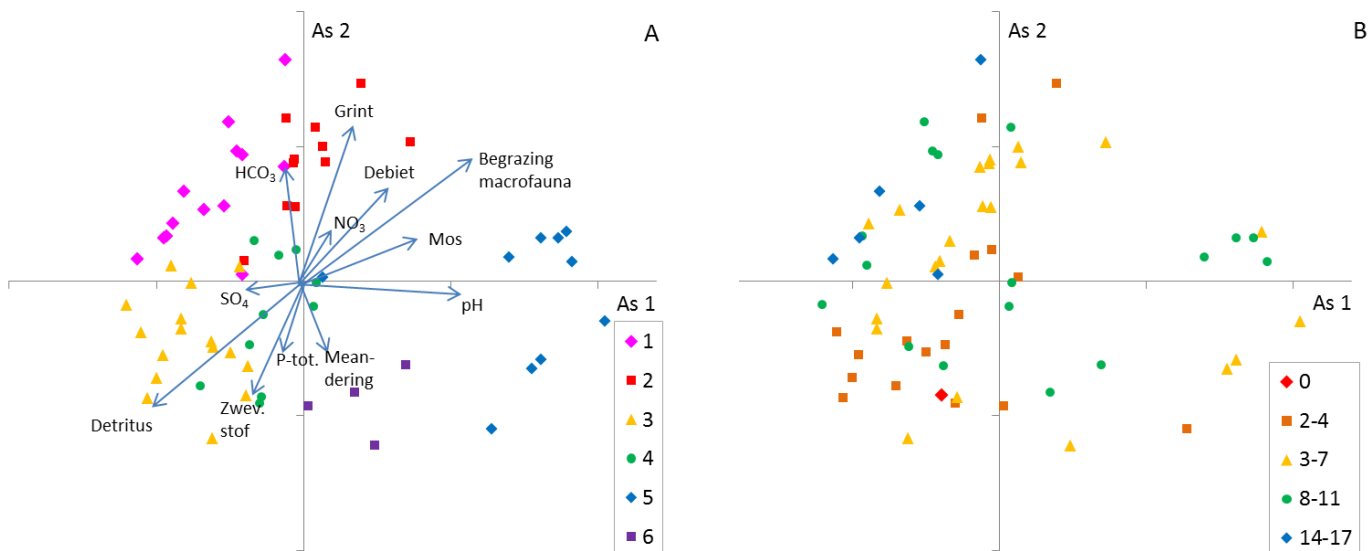 As 2
A
Grint
HCO₃
Debiet
Begrazing
macrofauna
NO₃
Mos
SO₄
pH
As 1
P-tot.
Mean-
dering
Zwev.
stof
Detritus
1
2
3
4
5
6
As 2
B
As 1
0
2-4
3-7
8-11
14-17